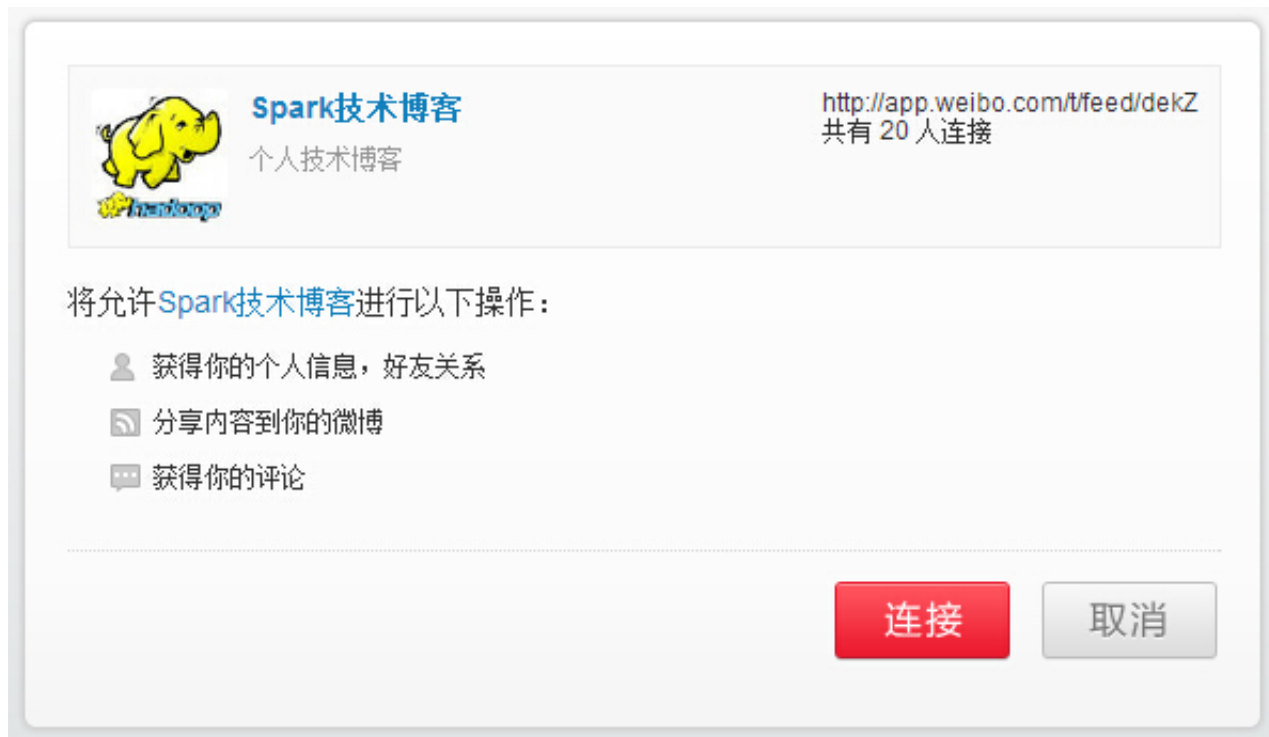 Spark技术博客
个人技术博客
http://app.weibo.com/t/feed/dekZ
共有 20 人连接
hadoop
将允许Spark技术博客进行以下操作：
获得你的个人信息，好友关系
分享内容到你的微博
获得你的评论
连接
取消